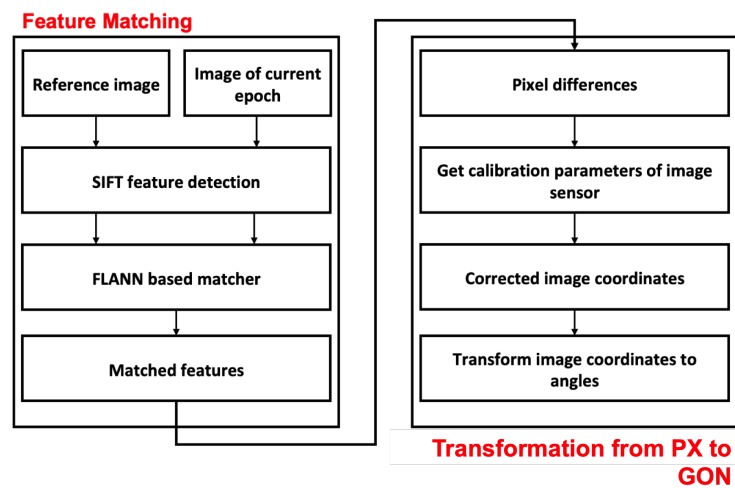 Feature Matching
Reference image
Image of current
epoch
SIFT feature detection
FLANN based matcher
Matched features
Pixel differences
Get calibration parameters of image
sensor
Corrected image coordinates
Transform image coordinates to
angles
Transformation from PX to
GON